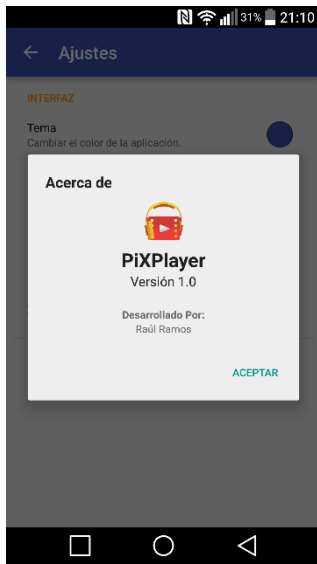 31% 21:10
Ajustes
INTERFAZ
Tema
Cambiar el color de la aplicación.
Acerca de
PiXPlayer
Versión 1.0
Desarrollado Por:
Raúl Ramos
ACEPTAR